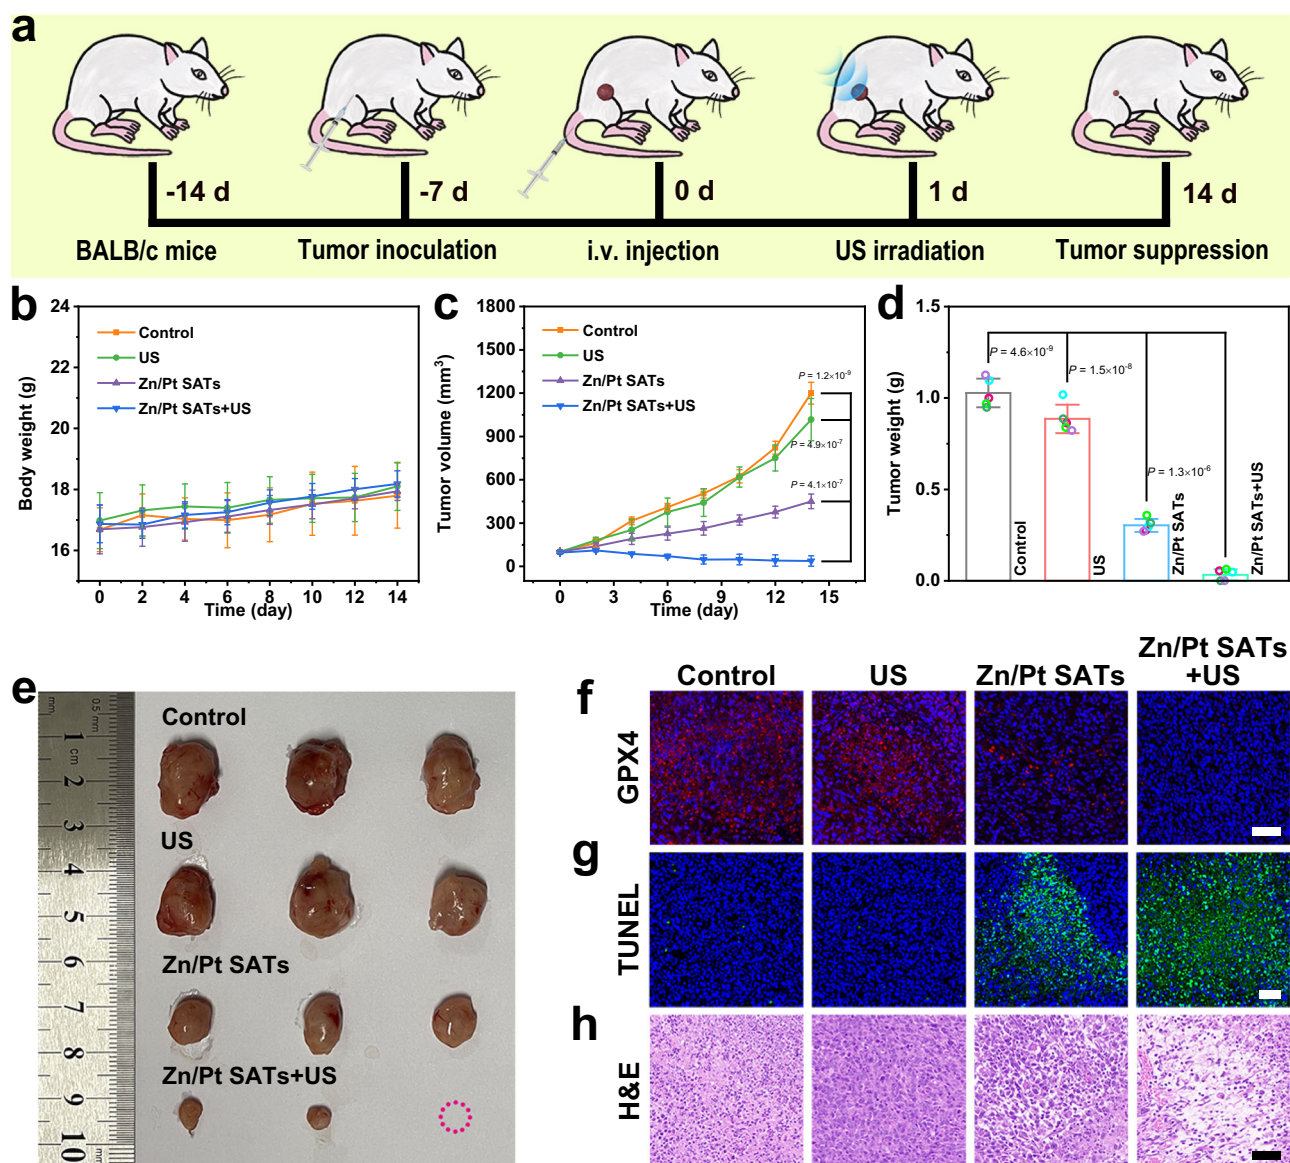 a
-14 d
-7 d
0 d
1 d
14 d
BALB/c mice
Tumor inoculation
i.v. injection
US irradiation
Tumor suppression
b
24
22
20
18
16
Body weight (g)
Control
US
Zn/Pt SATs
Zn/Pt SATs+US
0 2 4 6 8 10 12 14
Time (day)
c
1800
1500
1200
900
600
300
0
Tumor volume (mm³)
Control
US
Zn/Pt SATs
Zn/Pt SATs+US
P = 1.2×10⁻⁹
P = 4.9×10⁻⁷
P = 4.1×10⁻⁷
0 3 6 9 12 15
Time (day)
d
1.5
1.0
0.5
0.0
Tumor weight (g)
P = 4.6×10⁻⁹
P = 1.5×10⁻⁸
P = 1.3×10⁻⁶
Control
US
Zn/Pt SATs
Zn/Pt SATs+US
e
mm
0.5 mm
1 cm
2
3
4
5
6
7
8
9
10
Control
US
Zn/Pt SATs
Zn/Pt SATs+US
Control
US
Zn/Pt SATs
Zn/Pt SATs
+US
f
GPX4
g
TUNEL
h
H&E